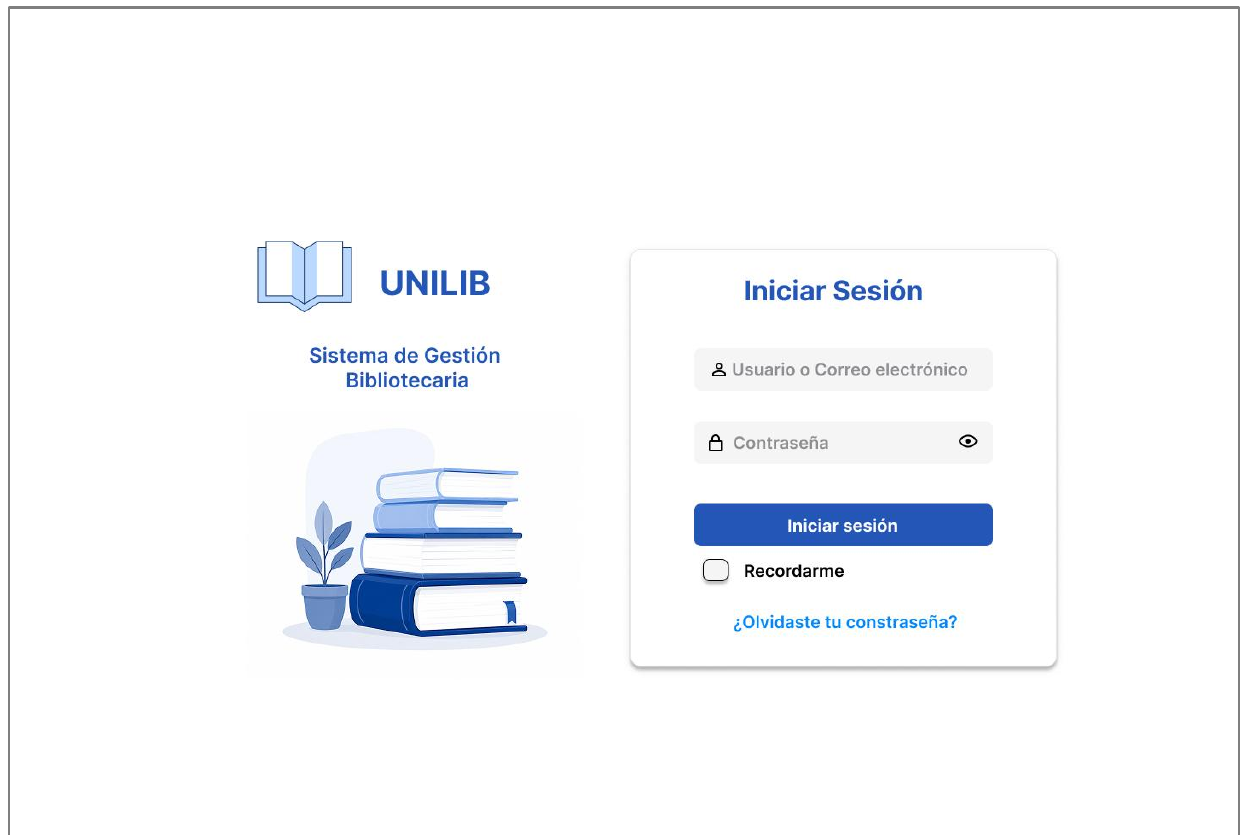 UNILIB
Sistema de Gestión
Bibliotecaria
Iniciar Sesión
Usuario o Correo electrónico
Contraseña
Iniciar sesión
Recordarme
¿Olvidaste tu constraseña?